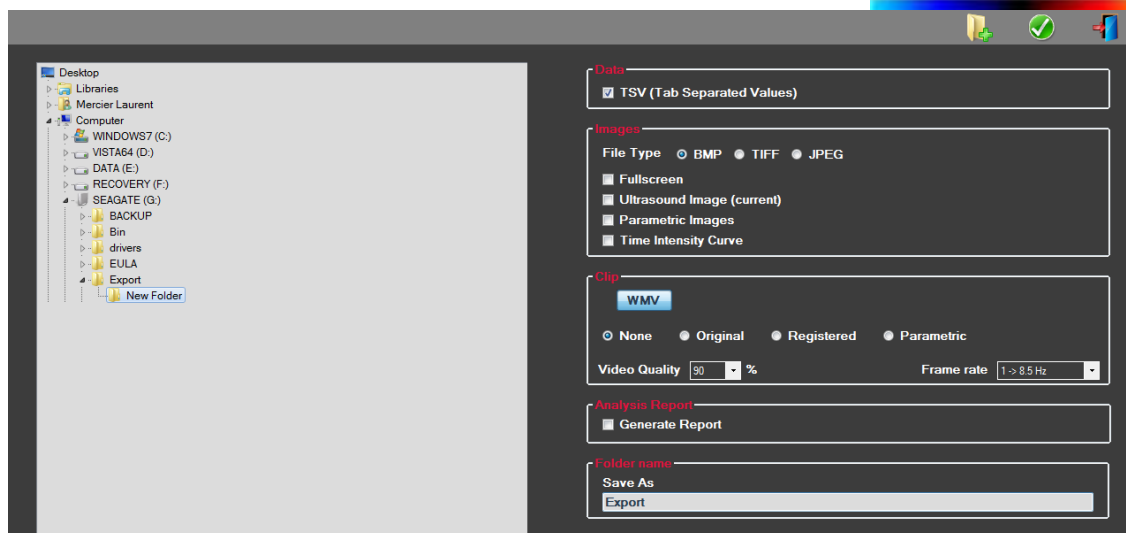 Desktop
Libraries
Mercier Laurent
Computer
WINDOWS7 (C:)
VISTA64 (D:)
DATA (E:)
RECOVERY (F:)
SEAGATE (G:)
BACKUP
Bin
drivers
EULA
Export
New Folder
Data
TSV (Tab Separated Values)
Images
File Type BMP TIFF JPEG
Fullscreen
Ultrasound Image (current)
Parametric Images
Time Intensity Curve
Clip
WMV
None Original Registered Parametric
Video Quality 90 % Frame rate 1 -> 8.5 Hz
Analysis Report
Generate Report
Folder name
Save As
Export